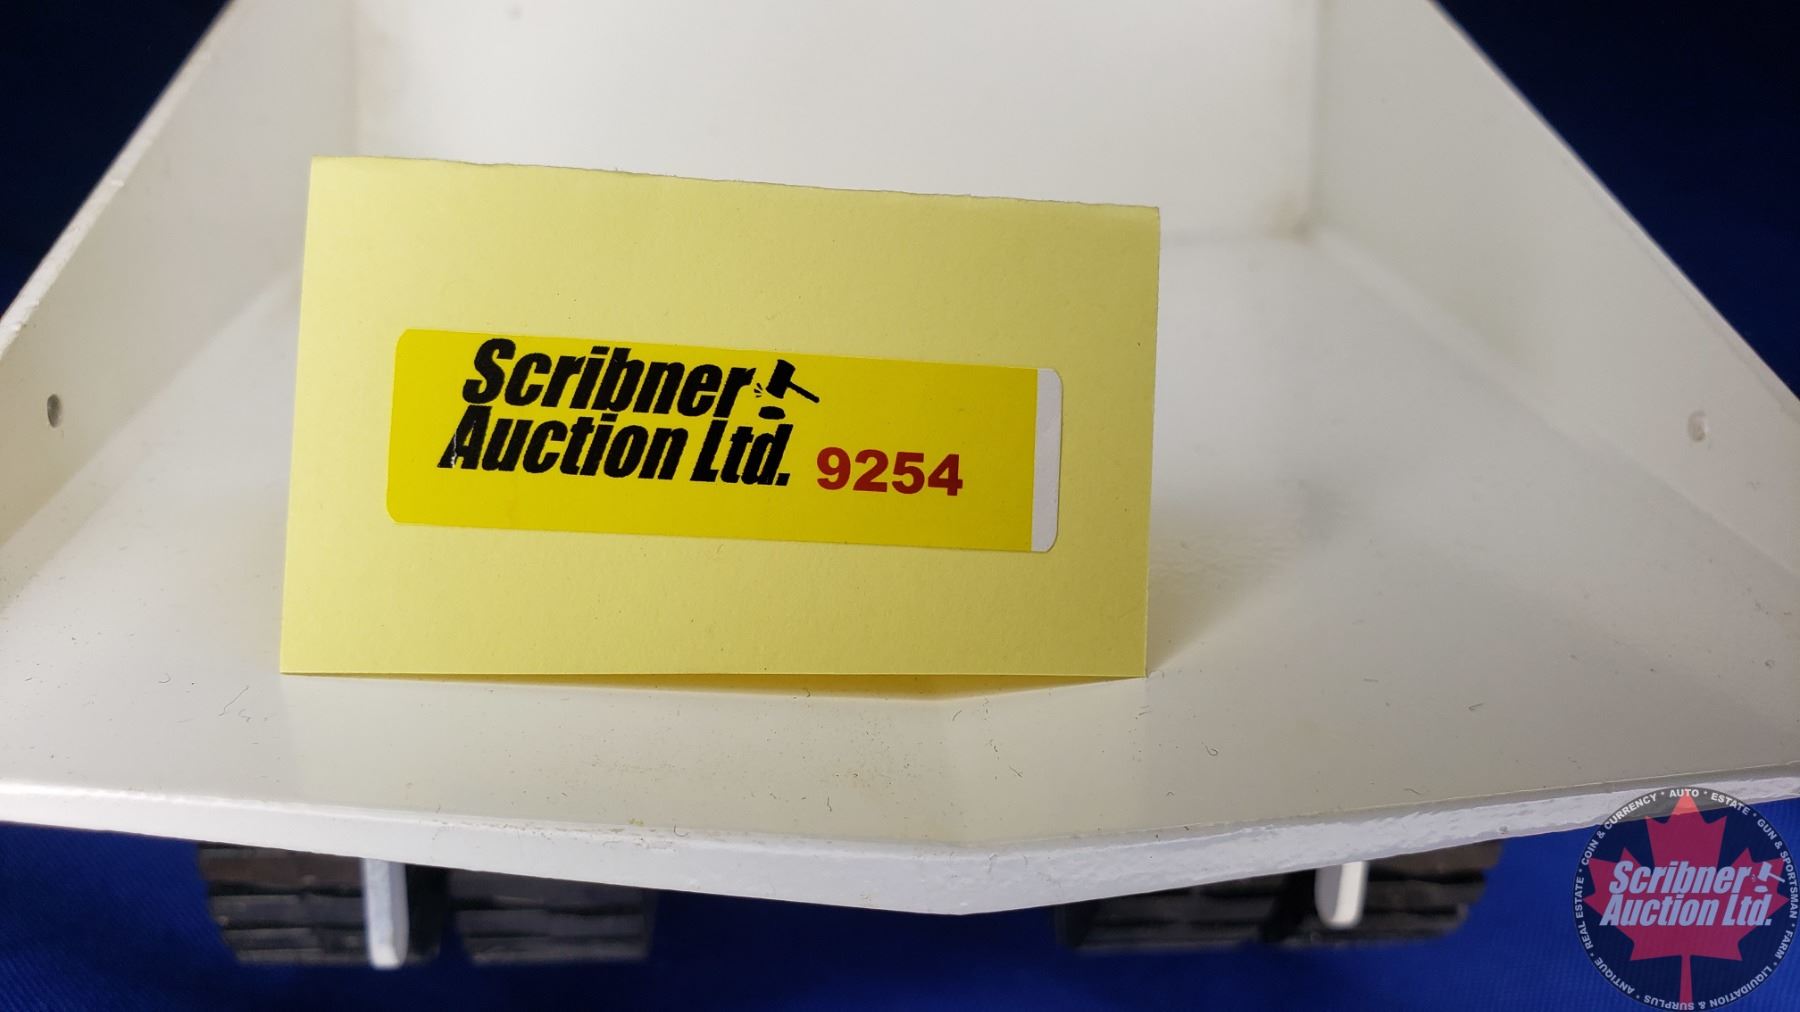 Scribner
Auction Ltd. 9254
COIN & CURRENCY * AUTO * ESTATE * GUN & SPORTSMAN * FARM * LIQUIDATION & SURPLUS * ANTIQUE * REAL ESTATE *
Scribner
Auction Ltd.